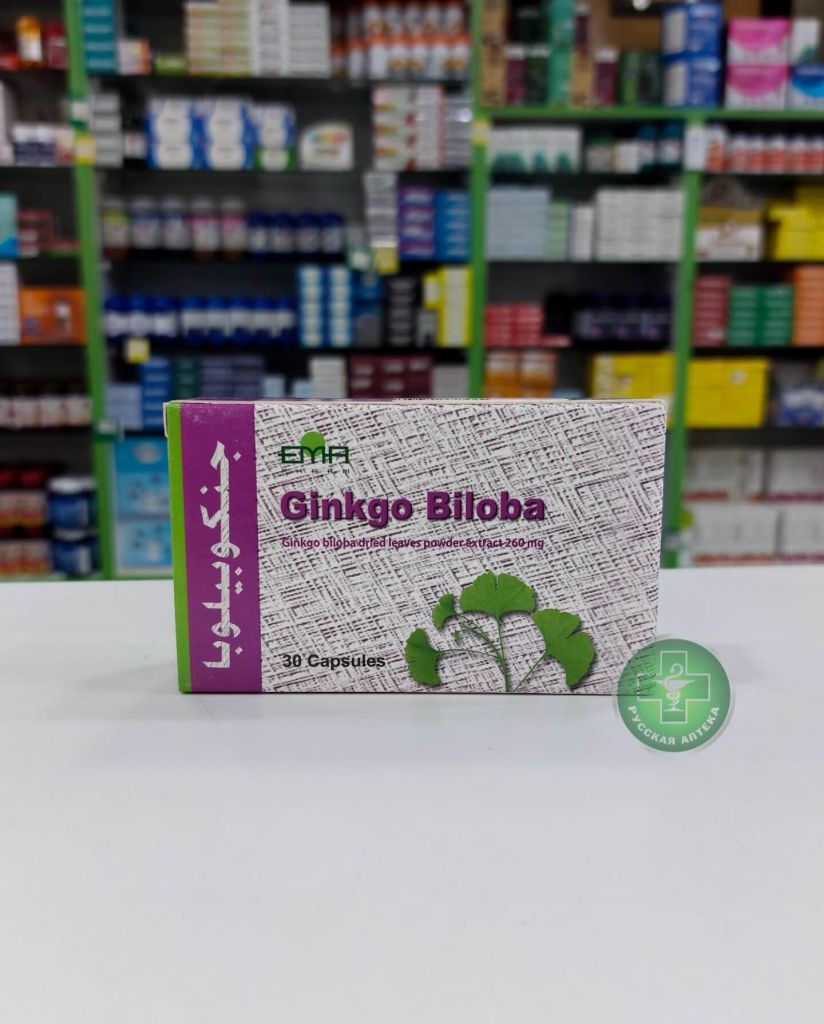 EMA
PHARM
Ginkgo Biloba
Ginkgo biloba dried leaves powder extract 260 mg
جنكوبيلوبا
30 Capsules
РУССКАЯ АПТЕКА